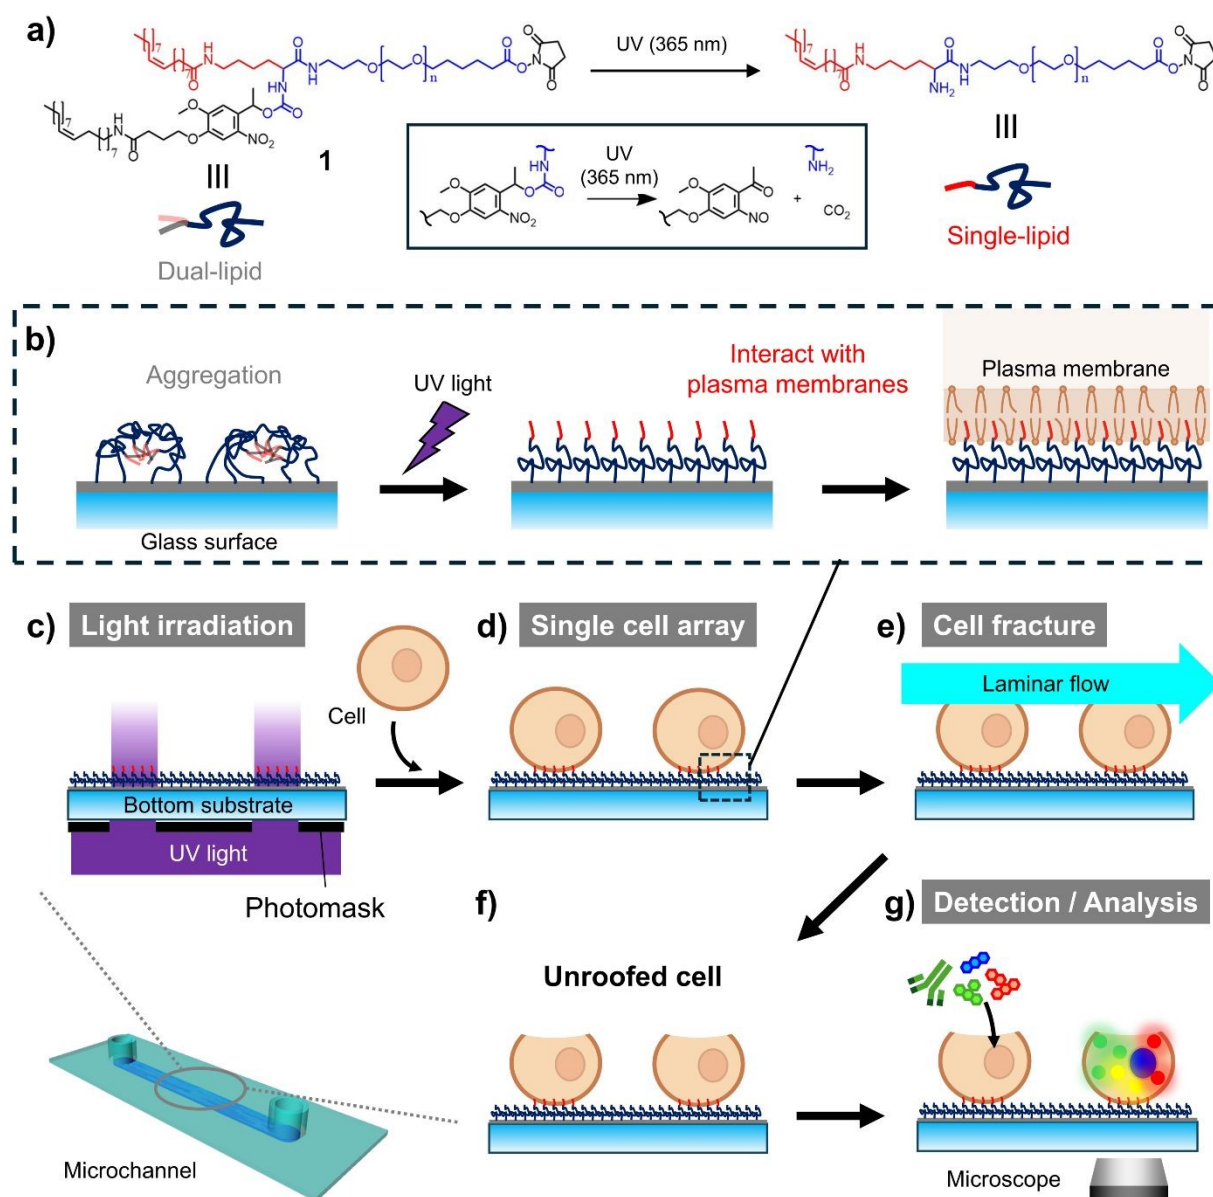 a)
UV (365 nm)
1
UV
(365 nm)
+
CO2
Dual-lipid
Single-lipid
b)
Aggregation
UV light
Interact with
plasma membranes
Plasma membrane
Glass surface
c) Light irradiation
Cell
Bottom substrate
UV light
Photomask
d) Single cell array
e) Cell fracture
Laminar flow
Microchannel
f)
Unroofed cell
g) Detection / Analysis
Microscope